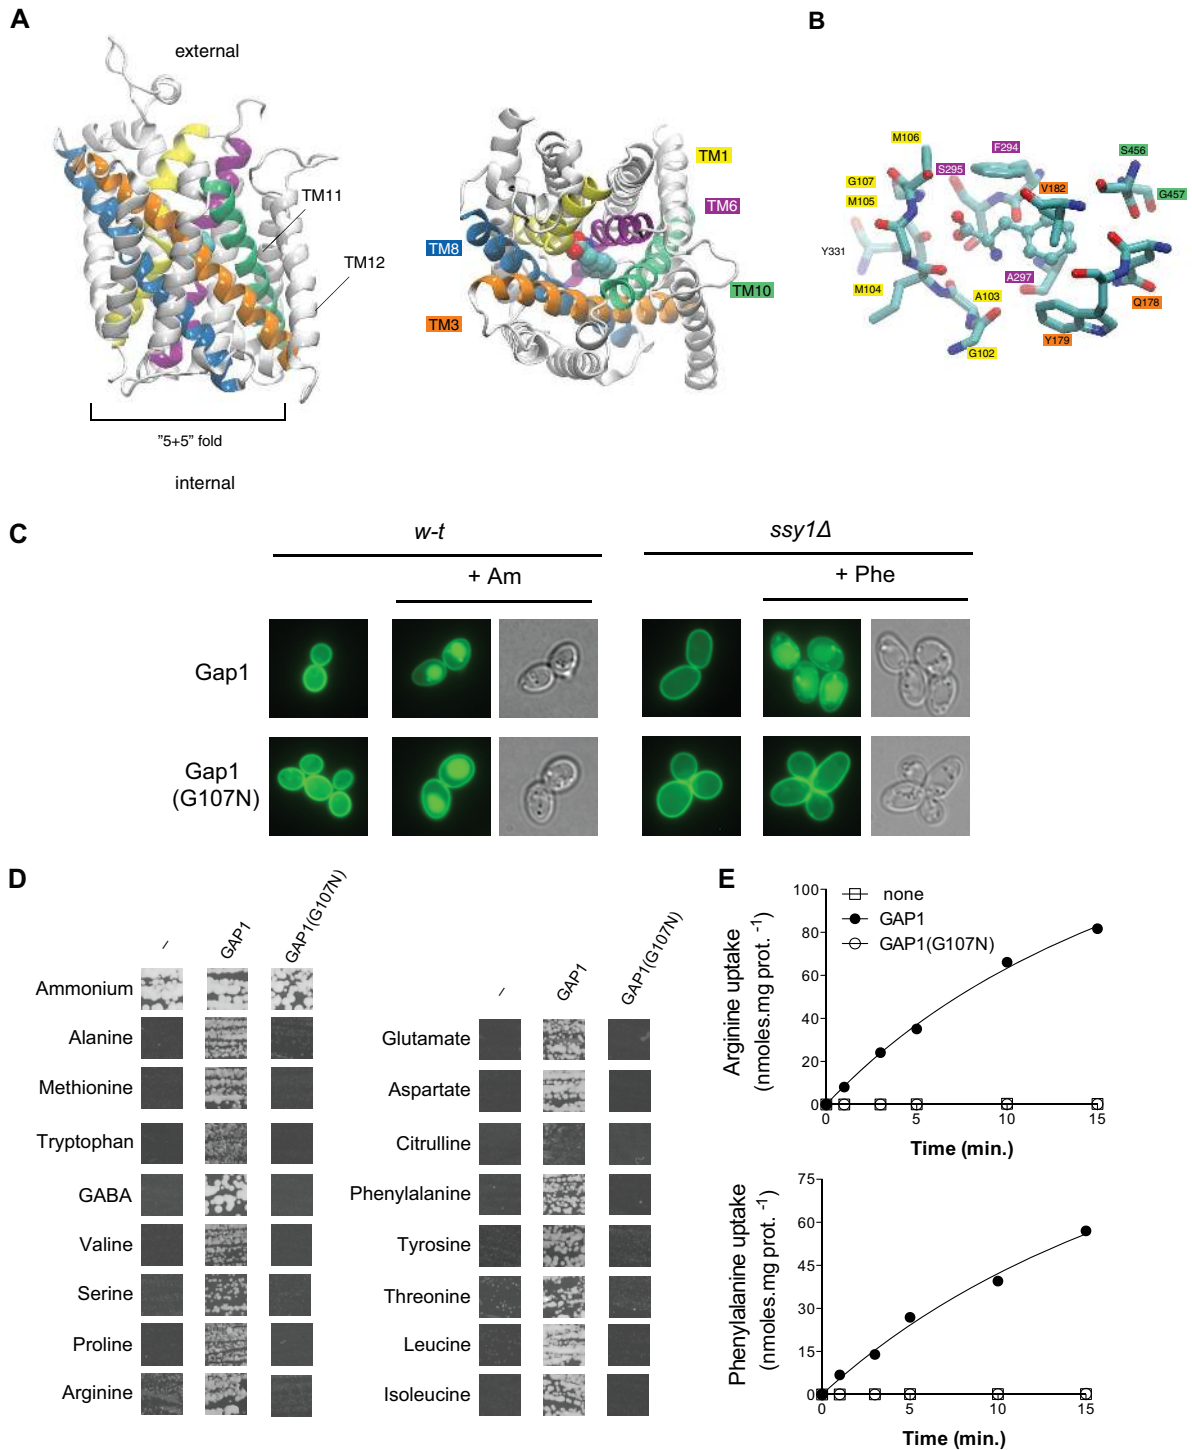 A
external
TM11
TM12
"5+5" fold
internal
TM1
TM6
TM8
TM10
TM3
B
M106
F294
S456
S295
G107
V182
G457
M105
Y331
A297
M104
A103
Q178
Y179
G102
C
w-t
ssy1Δ
+ Am
+ Phe
Gap1
Gap1
(G107N)
D
– GAP1 GAP1(G107N)
Ammonium
Alanine
Methionine
Tryptophan
GABA
Valine
Serine
Proline
Arginine
– GAP1 GAP1(G107N)
Glutamate
Aspartate
Citrulline
Phenylalanine
Tyrosine
Threonine
Leucine
Isoleucine
E
Arginine uptake
(nmoles.mg prot. -1)
100
80
60
40
20
0
none
GAP1
GAP1(G107N)
0 5 10 15
Time (min.)
Phenylalanine uptake
(nmoles.mg prot. -1)
75
60
45
30
15
0
0 5 10 15
Time (min.)